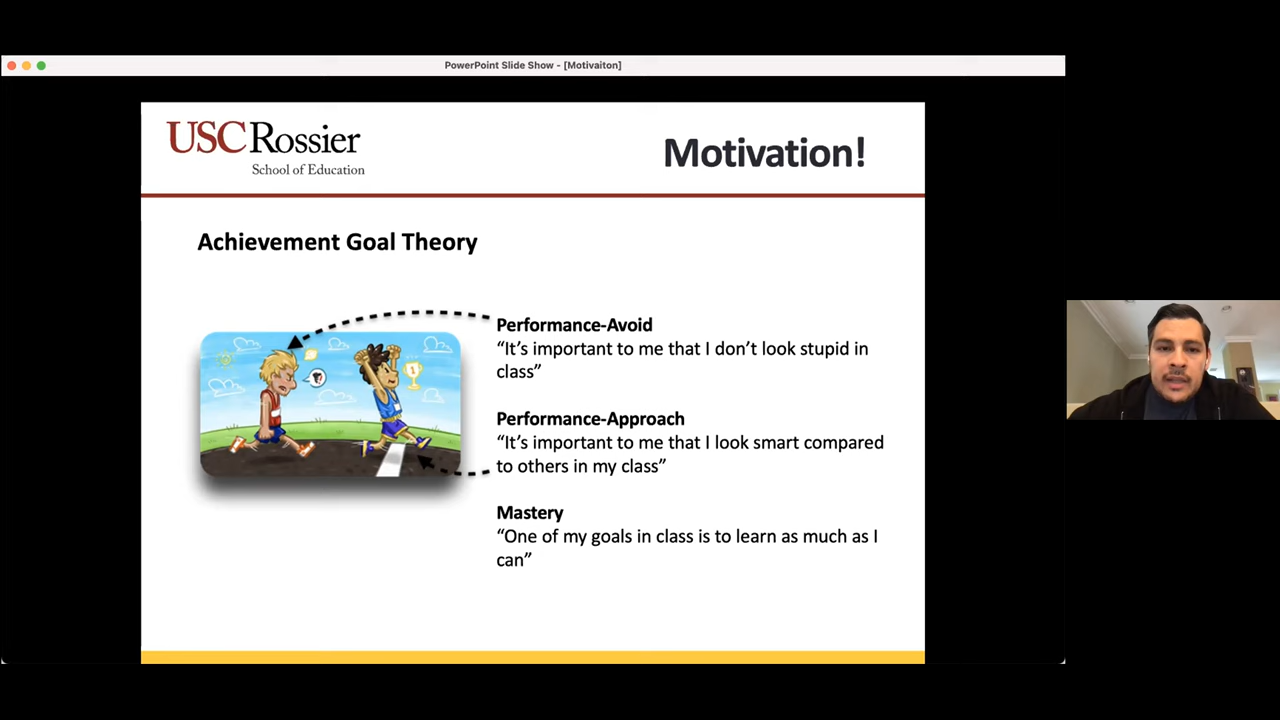 PowerPoint Slide Show - [Motivaiton]
USC Rossier
School of Education
Motivation!
Achievement Goal Theory
Performance-Avoid
“It’s important to me that I don’t look stupid in
class”
Performance-Approach
“It’s important to me that I look smart compared
to others in my class”
Mastery
“One of my goals in class is to learn as much as I
can”